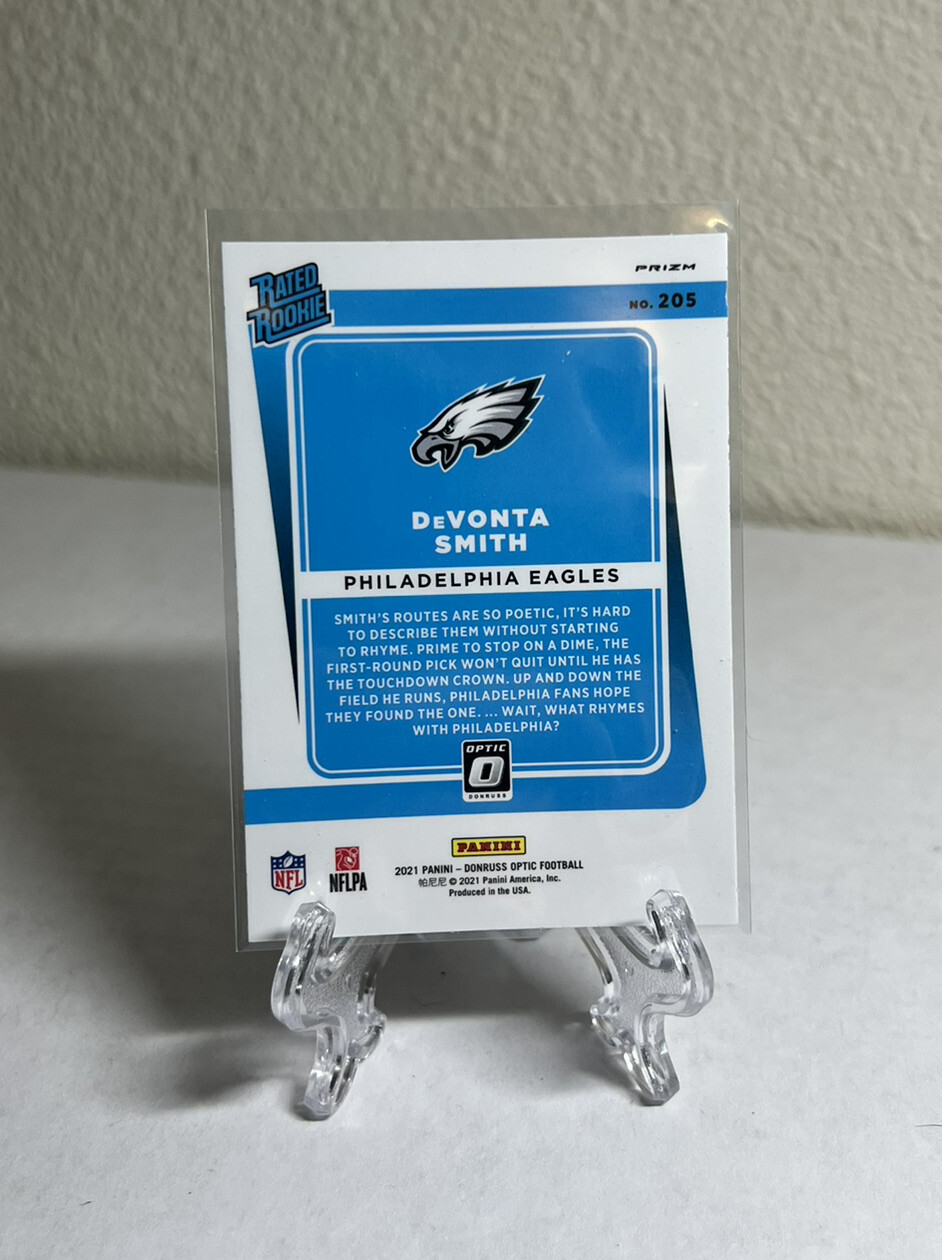 RATED
ROOKIE
PRIZM
NO. 205
DeVONTA
SMITH
PHILADELPHIA EAGLES
SMITH'S ROUTES ARE SO POETIC, IT'S HARD
TO DESCRIBE THEM WITHOUT STARTING
TO RHYME. PRIME TO STOP ON A DIME, THE
FIRST-ROUND PICK WON'T QUIT UNTIL HE HAS
THE TOUCHDOWN CROWN. UP AND DOWN THE
FIELD HE RUNS, PHILADELPHIA FANS HOPE
THEY FOUND THE ONE. ... WAIT, WHAT RHYMES
WITH PHILADELPHIA?
OPTIC
O
DONRUSS
PANINI
NFL
NFLPA
2021 PANINI – DONRUSS OPTIC FOOTBALL
帕尼尼 © 2021 Panini America, Inc.
Produced in the USA.